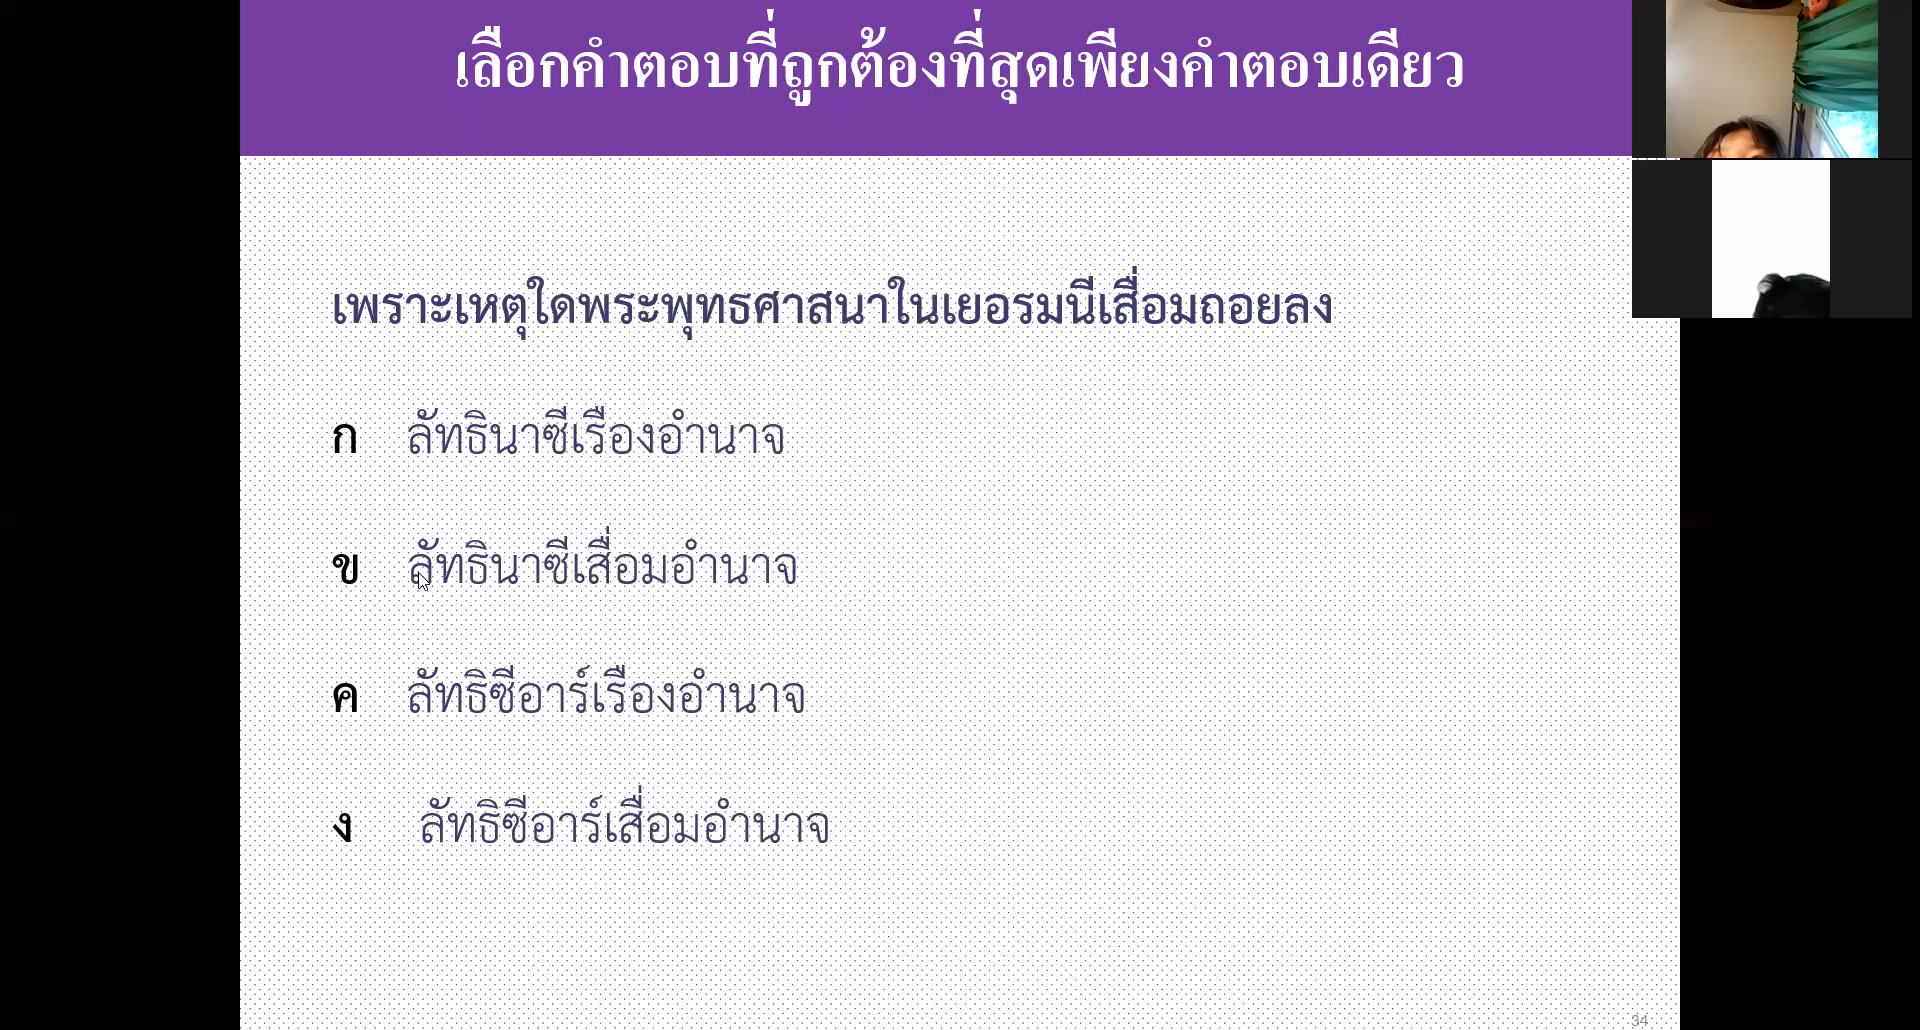 เลือกคำตอบที่ถูกต้องที่สุดเพียงคำตอบเดียว
เพราะเหตุใดพระพุทธศาสนาในเยอรมนีเสื่อมถอยลง
ก ลัทธินาซีเรืองอำนาจ
ข ลัทธินาซีเสื่อมอำนาจ
ค ลัทธิซีอาร์เรืองอำนาจ
ง ลัทธิซีอาร์เสื่อมอำนาจ
34